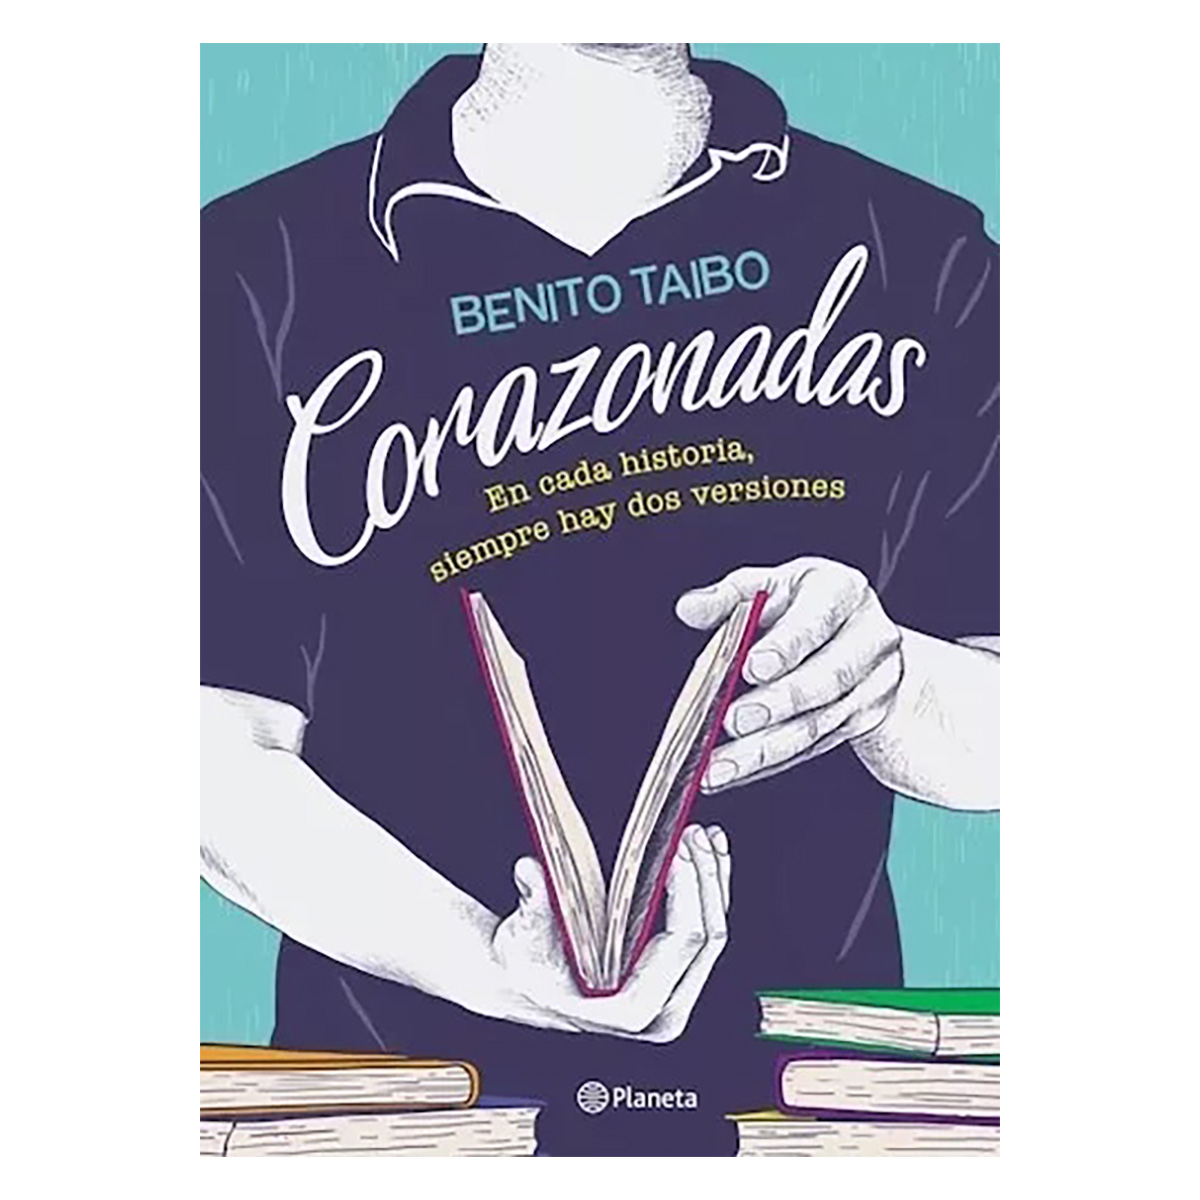 BENITO TAIBO
Corazonadas
En cada historia,
siempre hay dos versiones
Planeta